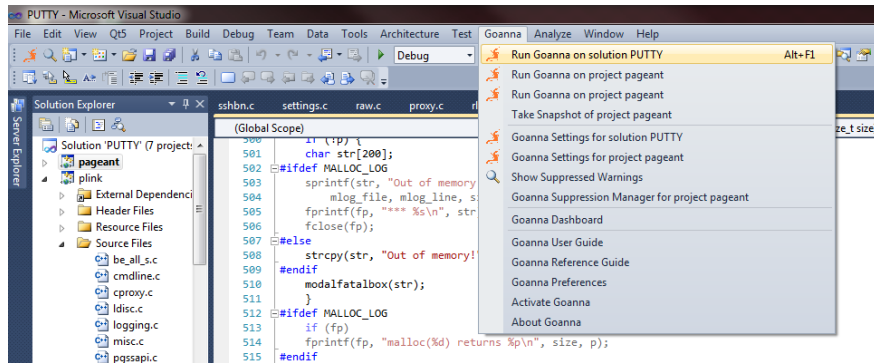 PUTTY - Microsoft Visual Studio
File Edit View Qt5 Project Build Debug Team Data Tools Architecture Test Goanna Analyze Window Help
Debug
Run Goanna on solution PUTTY Alt+F1
Run Goanna on project pageant
Run Goanna on project pageant
Take Snapshot of project pageant
Goanna Settings for solution PUTTY
Goanna Settings for project pageant
Show Suppressed Warnings
Goanna Suppression Manager for project pageant
Goanna Dashboard
Goanna User Guide
Goanna Reference Guide
Goanna Preferences
Activate Goanna
About Goanna
Server Explorer
Solution Explorer
Solution 'PUTTY' (7 project:
pageant
plink
External Dependenci
Header Files
Resource Files
Source Files
be_all_s.c
cmdline.c
cproxy.c
ldisc.c
logging.c
misc.c
pgssapi.c
sshbn.c settings.c raw.c proxy.c
(Global Scope) ze_t size
500 if (!p) {
501 char str[200];
502 #ifdef MALLOC_LOG
503 sprintf(str, "Out of memory
504 mlog_file, mlog_line, si
505 fprintf(fp, "*** %s\n", str
506 fclose(fp);
507 #else
508 strcpy(str, "Out of memory!"
509 #endif
510 modalfatalbox(str);
511 }
512 #ifdef MALLOC_LOG
513 if (fp)
514 fprintf(fp, "malloc(%d) returns %p\n", size, p);
515 #endif